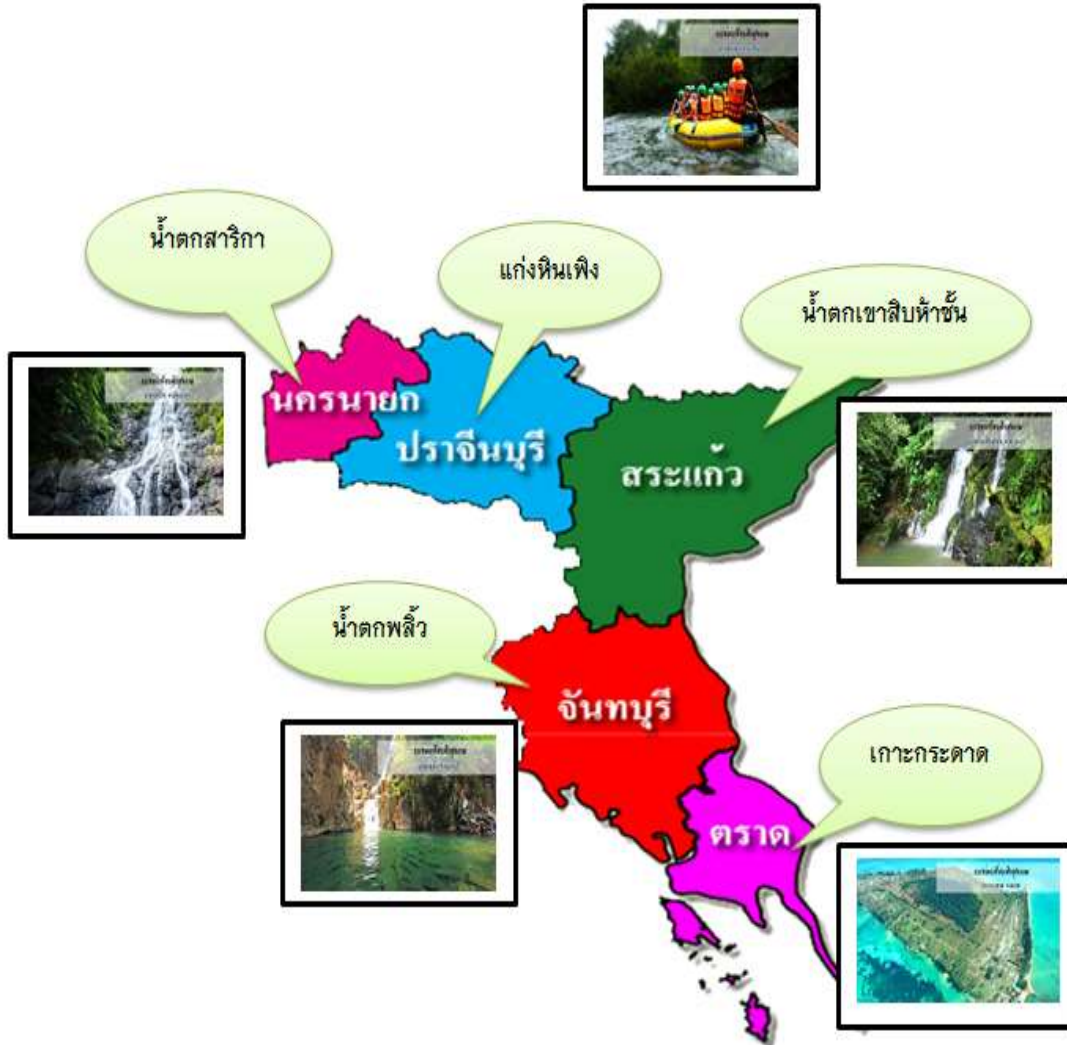 น้ำตกสาริกา
แก่งหินเพิง
น้ำตกเขาสิบห้าชั้น
นครนายก
ปราจีนบุรี
สระแก้ว
น้ำตกพลิ้ว
จันทบุรี
เกาะกระดาด
ตราด